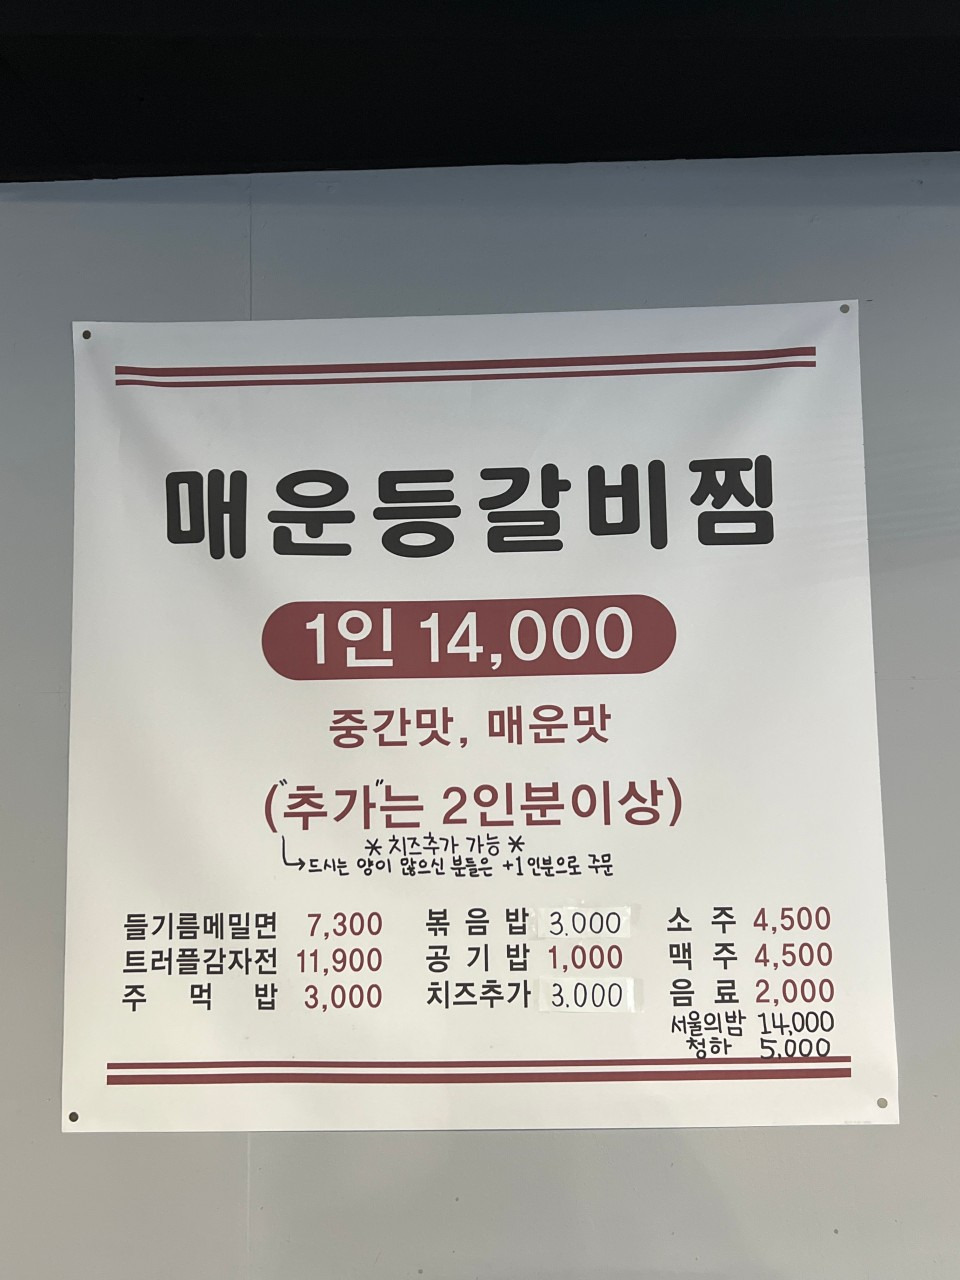 매운등갈비찜
1인 14,000
중간맛, 매운맛
("추가"는 2인분이상)
* 치즈추가 가능 *
↳드시는 양이 많으신 분들은 +1인분으로 주문
들기름메밀면 7,300 볶음밥 3.000 소주 4,500
트러플감자전 11,900 공기밥 1,000 맥주 4,500
주먹밥 3,000 치즈추가 3.000 음료 2,000
서울의밤 14,000
청하 5,000